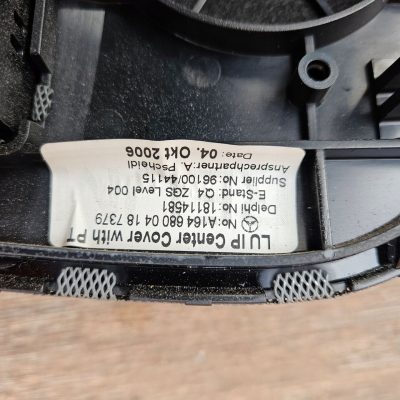 LU IP Center Cover with PT
No: A164 680 04 18 7379
Delphi No: 18114581
E-Stand: Q4 ZGS Level 004
Supplier No: 96100/444115
Ansprechpartner: A. Pscheidl
Date: 04. Okt 2006